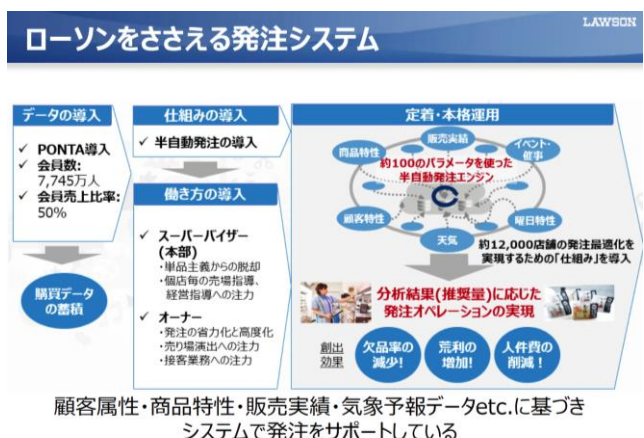 ローソンをささえる発注システム
LAWSON
データの導入
✓ PONTA導入
✓ 会員数:
7,745万人
✓ 会員売上比率:
50%
購買データ
の蓄積
仕組みの導入
✓ 半自動発注の導入
働き方の導入
✓ スーパーバイザー
(本部)
・単品主義からの脱却
・個店毎の売場指導、
経営指導への注力
✓ オーナー
・発注の省力化と高度化
・売り場演出への注力
・接客業務への注力
定着・本格運用
販売実績
商品特性
イベント・
催事
約100のパラメータを使った
半自動発注エンジン
顧客特性
曜日特性
天気
約12,000店舗の発注最適化を
実現するための「仕組み」を導入
分析結果(推奨量)に応じた
発注オペレーションの実現
創出
効果
欠品率の
減少!
荒利の
増加!
人件費の
削減!
顧客属性・商品特性・販売実績・気象予報データetc.に基づき
システムで発注をサポートしている